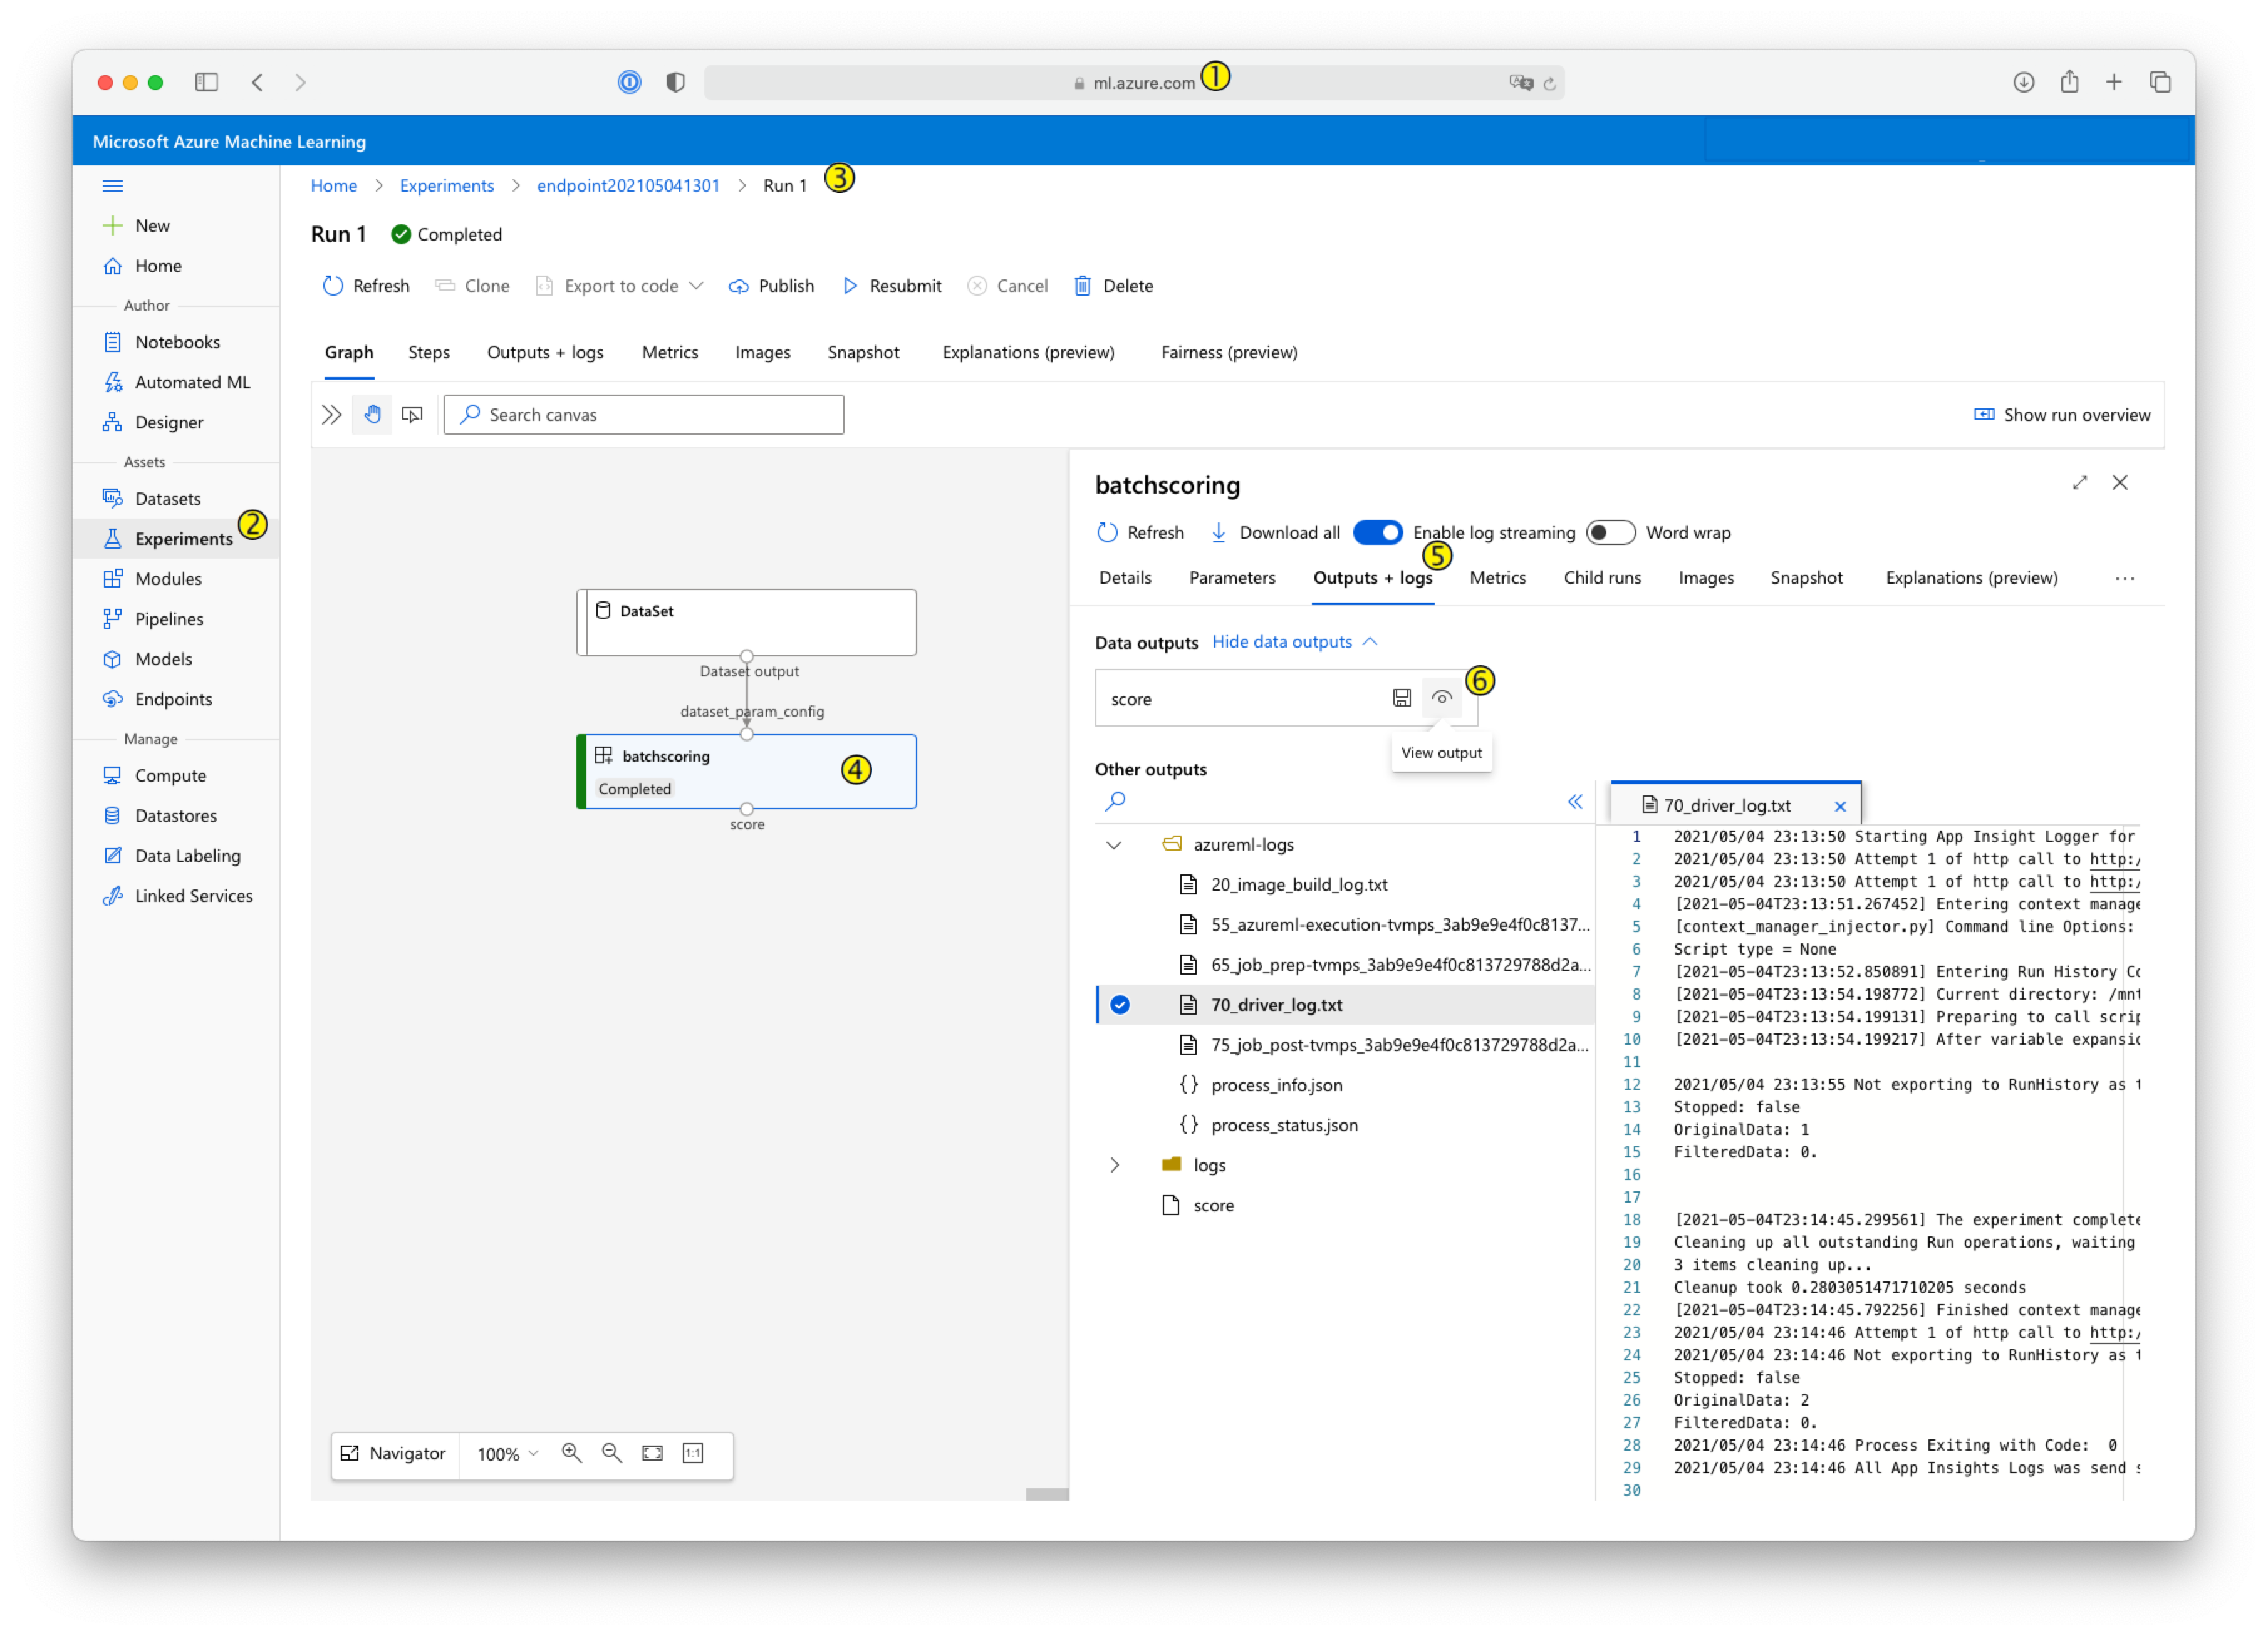 ml.azure.com 1
Microsoft Azure Machine Learning
Home > Experiments > endpoint202105041301 > Run 1 3
New
Home
Author
Notebooks
Automated ML
Designer
Assets
Datasets
Experiments 2
Modules
Pipelines
Models
Endpoints
Manage
Compute
Datastores
Data Labeling
Linked Services
Run 1 Completed
Refresh Clone Export to code Publish Resubmit Cancel Delete
Graph Steps Outputs + logs Metrics Images Snapshot Explanations (preview) Fairness (preview)
Search canvas Show run overview
DataSet
Dataset output
dataset_param_config
batchscoring 4
Completed
score
Navigator 100% 1:1
batchscoring
Refresh Download all Enable log streaming Word wrap
5
Details Parameters Outputs + logs Metrics Child runs Images Snapshot Explanations (preview) ...
Data outputs Hide data outputs
score 6
View output
Other outputs
azureml-logs
20_image_build_log.txt
55_azureml-execution-tvmps_3ab9e9e4f0c8137...
65_job_prep-tvmps_3ab9e9e4f0c813729788d2a...
70_driver_log.txt
75_job_post-tvmps_3ab9e9e4f0c813729788d2a...
{} process_info.json
{} process_status.json
logs
score
70_driver_log.txt
1 2021/05/04 23:13:50 Starting App Insight Logger for
2 2021/05/04 23:13:50 Attempt 1 of http call to http:/
3 2021/05/04 23:13:50 Attempt 1 of http call to http:/
4 [2021-05-04T23:13:51.267452] Entering context manage
5 [context_manager_injector.py] Command line Options:
6 Script type = None
7 [2021-05-04T23:13:52.850891] Entering Run History Co
8 [2021-05-04T23:13:54.198772] Current directory: /mnt
9 [2021-05-04T23:13:54.199131] Preparing to call scrip
10 [2021-05-04T23:13:54.199217] After variable expansio
11
12 2021/05/04 23:13:55 Not exporting to RunHistory as t
13 Stopped: false
14 OriginalData: 1
15 FilteredData: 0.
16
17
18 [2021-05-04T23:14:45.299561] The experiment complete
19 Cleaning up all outstanding Run operations, waiting
20 3 items cleaning up...
21 Cleanup took 0.2803051471710205 seconds
22 [2021-05-04T23:14:45.792256] Finished context manage
23 2021/05/04 23:14:46 Attempt 1 of http call to http:/
24 2021/05/04 23:14:46 Not exporting to RunHistory as t
25 Stopped: false
26 OriginalData: 2
27 FilteredData: 0.
28 2021/05/04 23:14:46 Process Exiting with Code: 0
29 2021/05/04 23:14:46 All App Insights Logs was send s
30